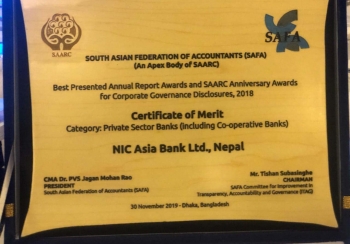 SAARC
SAFA
SOUTH ASIAN FEDERATION OF ACCOUNTANTS (SAFA)
(An Apex Body of SAARC)
Best Presented Annual Report Awards and SAARC Anniversary Awards
for Corporate Governance Disclosures, 2018
Certificate of Merit
Category: Private Sector Banks (including Co-operative Banks)
NIC Asia Bank Ltd., Nepal
CMA Dr. PVS Jagan Mohan Rao
PRESIDENT
South Asian Federation of Accountants (SAFA)
Mr. Tishan Subasinghe
CHAIRMAN
SAFA Committee for Improvement in
Transparency, Accountability and Governance (ITAG)
30 November 2019 - Dhaka, Bangladesh